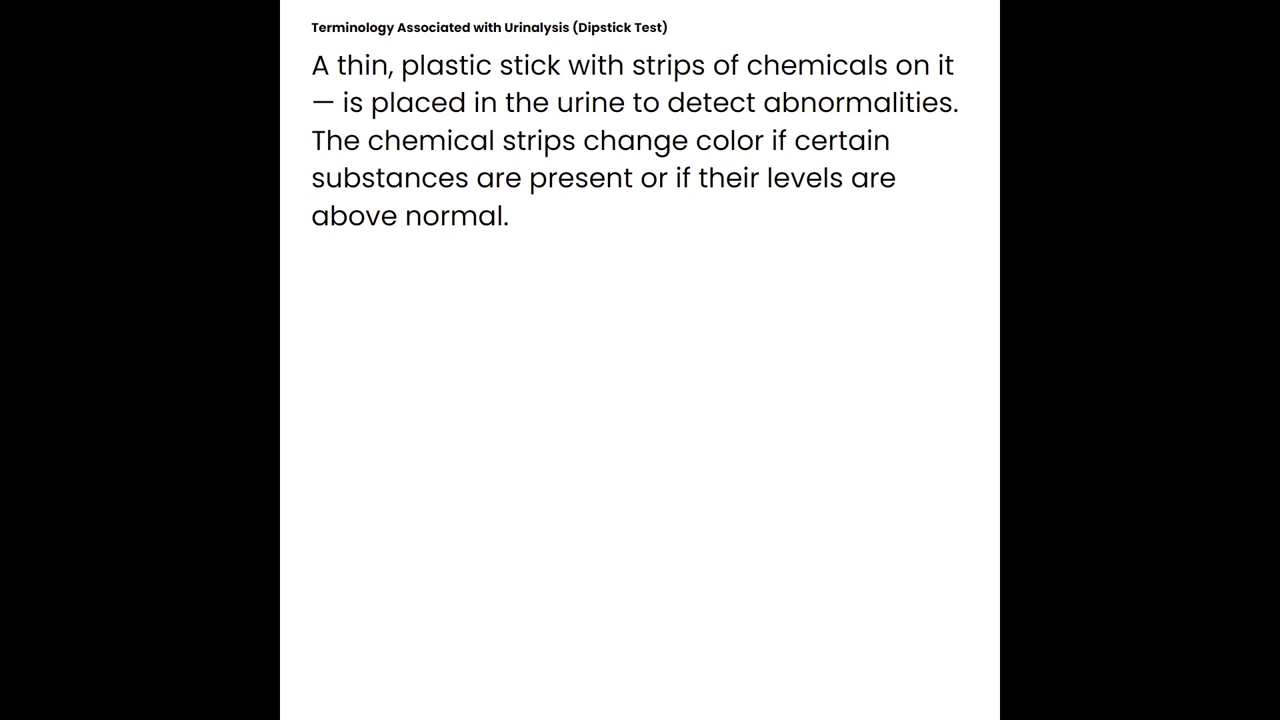 Terminology Associated with Urinalysis (Dipstick Test)
A thin, plastic stick with strips of chemicals on it
— is placed in the urine to detect abnormalities.
The chemical strips change color if certain
substances are present or if their levels are
above normal.